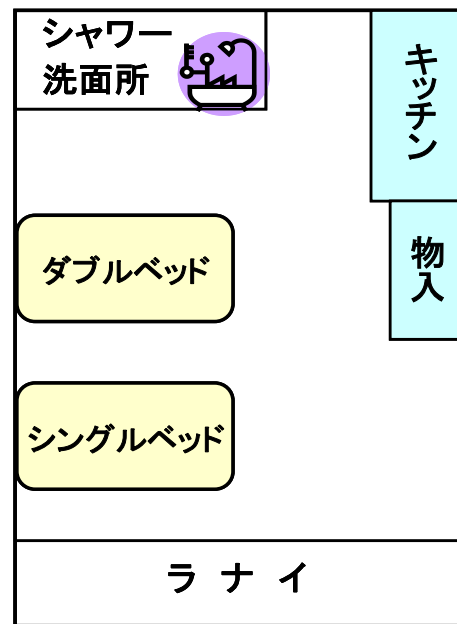 シャワー
洗面所
キッチン
物入
ダブルベッド
シングルベッド
ラナイ